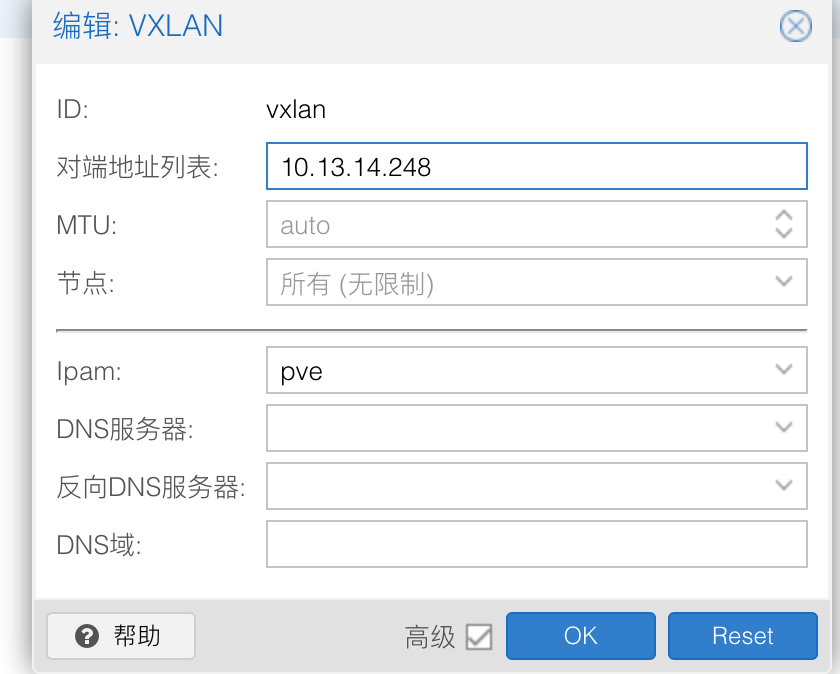 编辑: VXLAN
ID: vxlan
对端地址列表: 10.13.14.248
MTU: auto
节点: 所有 (无限制)
Ipam: pve
DNS服务器:
反向DNS服务器:
DNS域:
帮助 高级 OK Reset